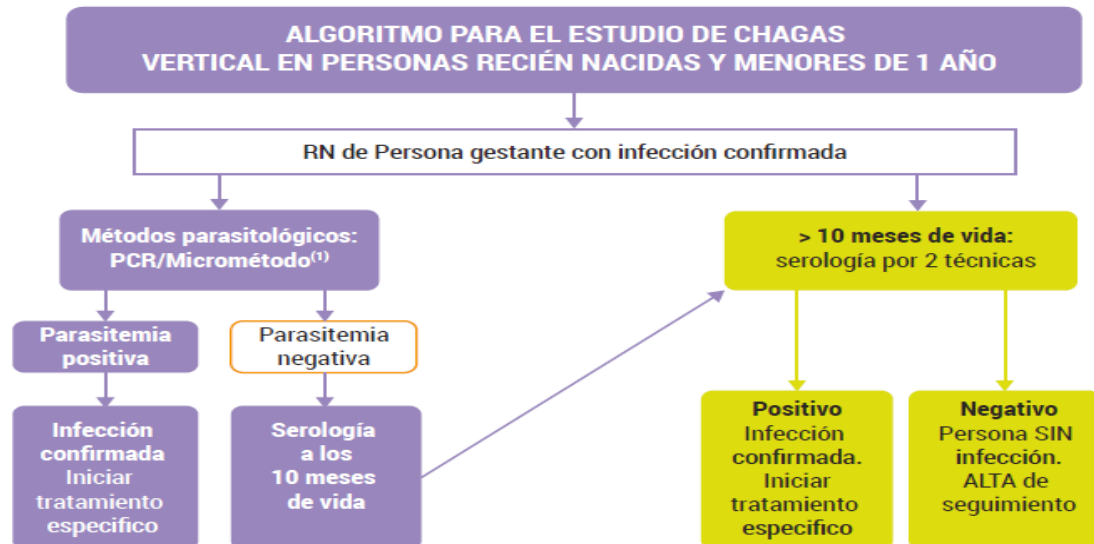 ALGORITMO PARA EL ESTUDIO DE CHAGAS
VERTICAL EN PERSONAS RECIÉN NACIDAS Y MENORES DE 1 AÑO
RN de Persona gestante con infección confirmada
Métodos parasitológicos:
PCR/Micrométodo(1)
Parasitemia
positiva
Parasitemia
negativa
Infección
confirmada
Iniciar
tratamiento
especifico
Serología
a los
10 meses
de vida
> 10 meses de vida:
serología por 2 técnicas
Positivo
Infección
confirmada.
Iniciar
tratamiento
especifico
Negativo
Persona SIN
infección.
ALTA de
seguimiento